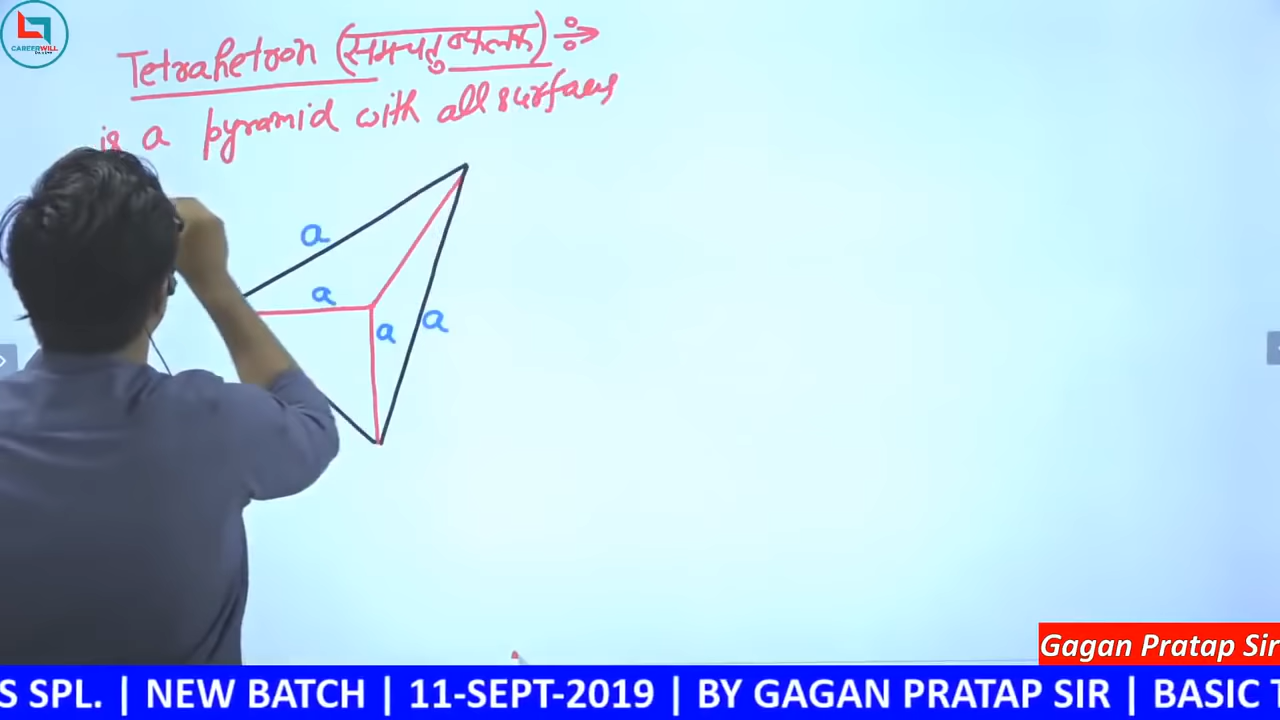 CAREERWILL
Tetrahetron (समचतुष्फलक) ÷→
is a pyramid with all surfaces
a
a
a
a
Gagan Pratap Sir
S SPL. | NEW BATCH | 11-SEPT-2019 | BY GAGAN PRATAP SIR | BASIC T